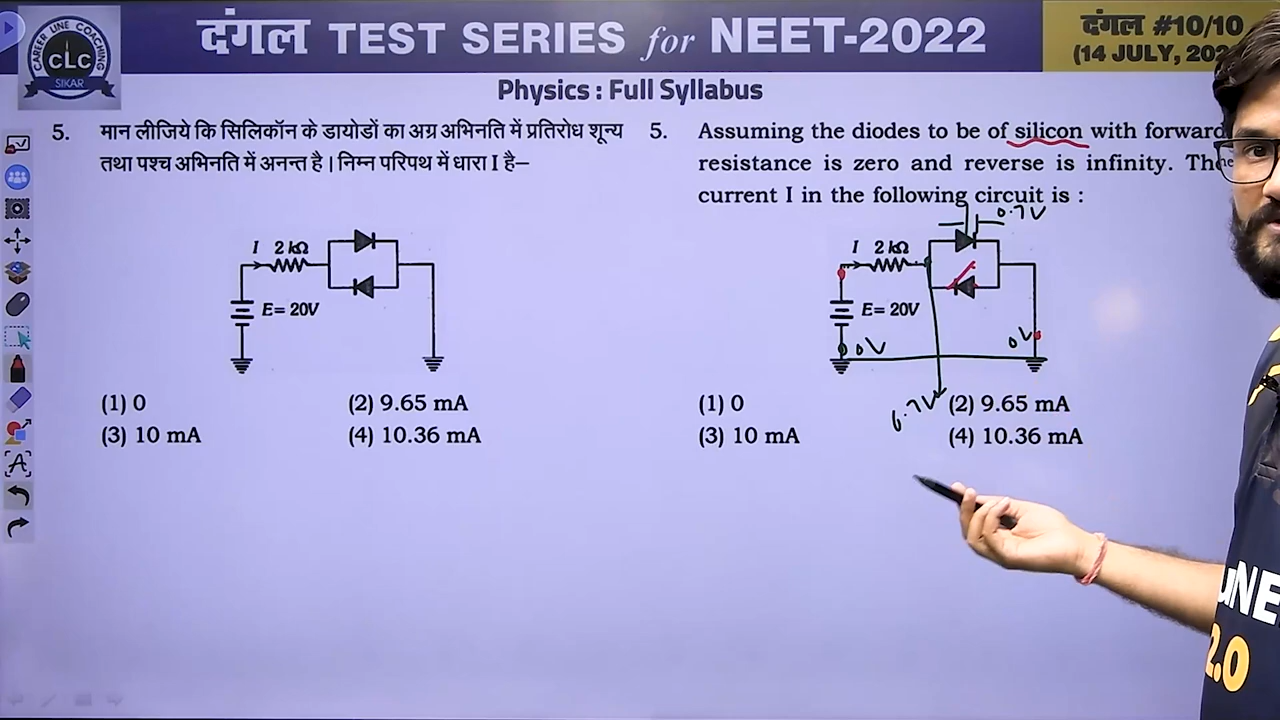 CAREER LINE COACHING
CLC
SIKAR
दंगल TEST SERIES for NEET-2022
दंगल #10/10
(14 JULY, 202
Physics : Full Syllabus
5. मान लीजिये कि सिलिकॉन के डायोडों का अग्र अभिनति में प्रतिरोध शून्य
तथा पश्च अभिनति में अनन्त है। निम्न परिपथ में धारा I है–
I 2 kΩ
E= 20V
(1) 0 (2) 9.65 mA
(3) 10 mA (4) 10.36 mA
5. Assuming the diodes to be of silicon with forward
resistance is zero and reverse is infinity. The
current I in the following circuit is :
0.7V
I 2 kΩ
E= 20V
0V 0V
0.7V
(1) 0 (2) 9.65 mA
(3) 10 mA (4) 10.36 mA
2.0